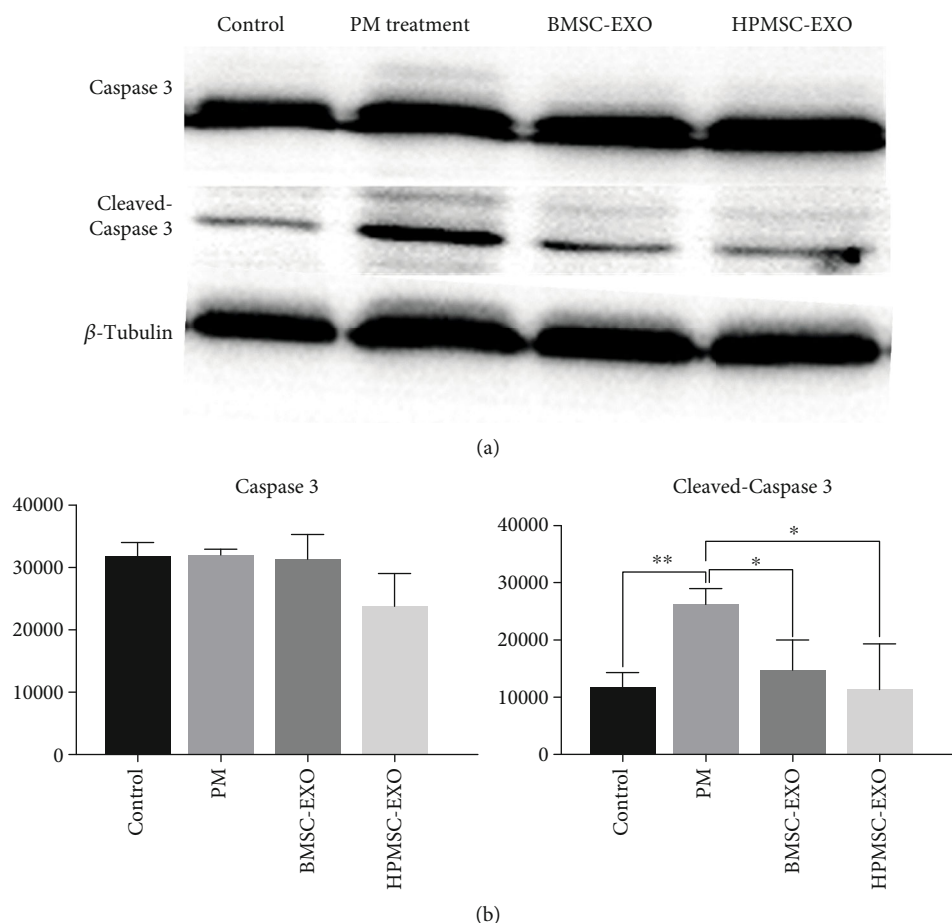 Control PM treatment BMSC-EXO HPMSC-EXO
Caspase 3
Cleaved-
Caspase 3
β-Tubulin
(a)
Caspase 3
40000
30000
20000
10000
0
Control
PM
BMSC-EXO
HPMSC-EXO
Cleaved-Caspase 3
40000
30000
20000
10000
0
**
*
*
Control
PM
BMSC-EXO
HPMSC-EXO
(b)